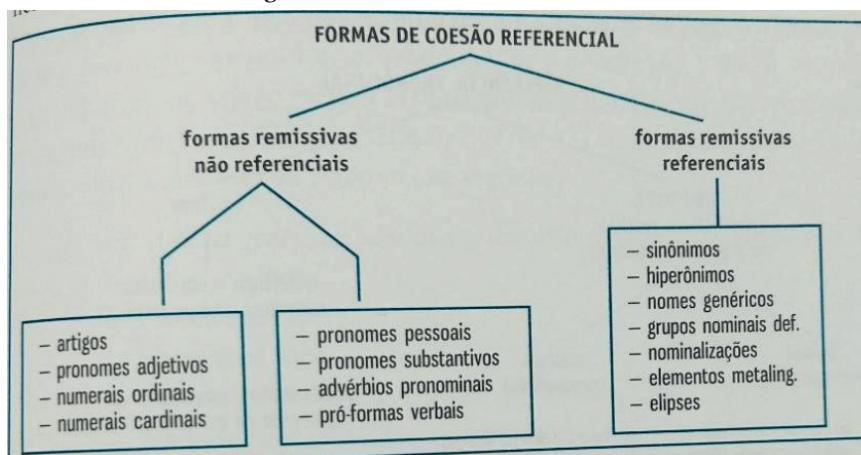 FORMAS DE COESÃO REFERENCIAL
formas remissivas
não referenciais
formas remissivas
referenciais
– artigos
– pronomes adjetivos
– numerais ordinais
– numerais cardinais
– pronomes pessoais
– pronomes substantivos
– advérbios pronominais
– pró-formas verbais
– sinônimos
– hiperônimos
– nomes genéricos
– grupos nominais def.
– nominalizações
– elementos metaling.
– elipses